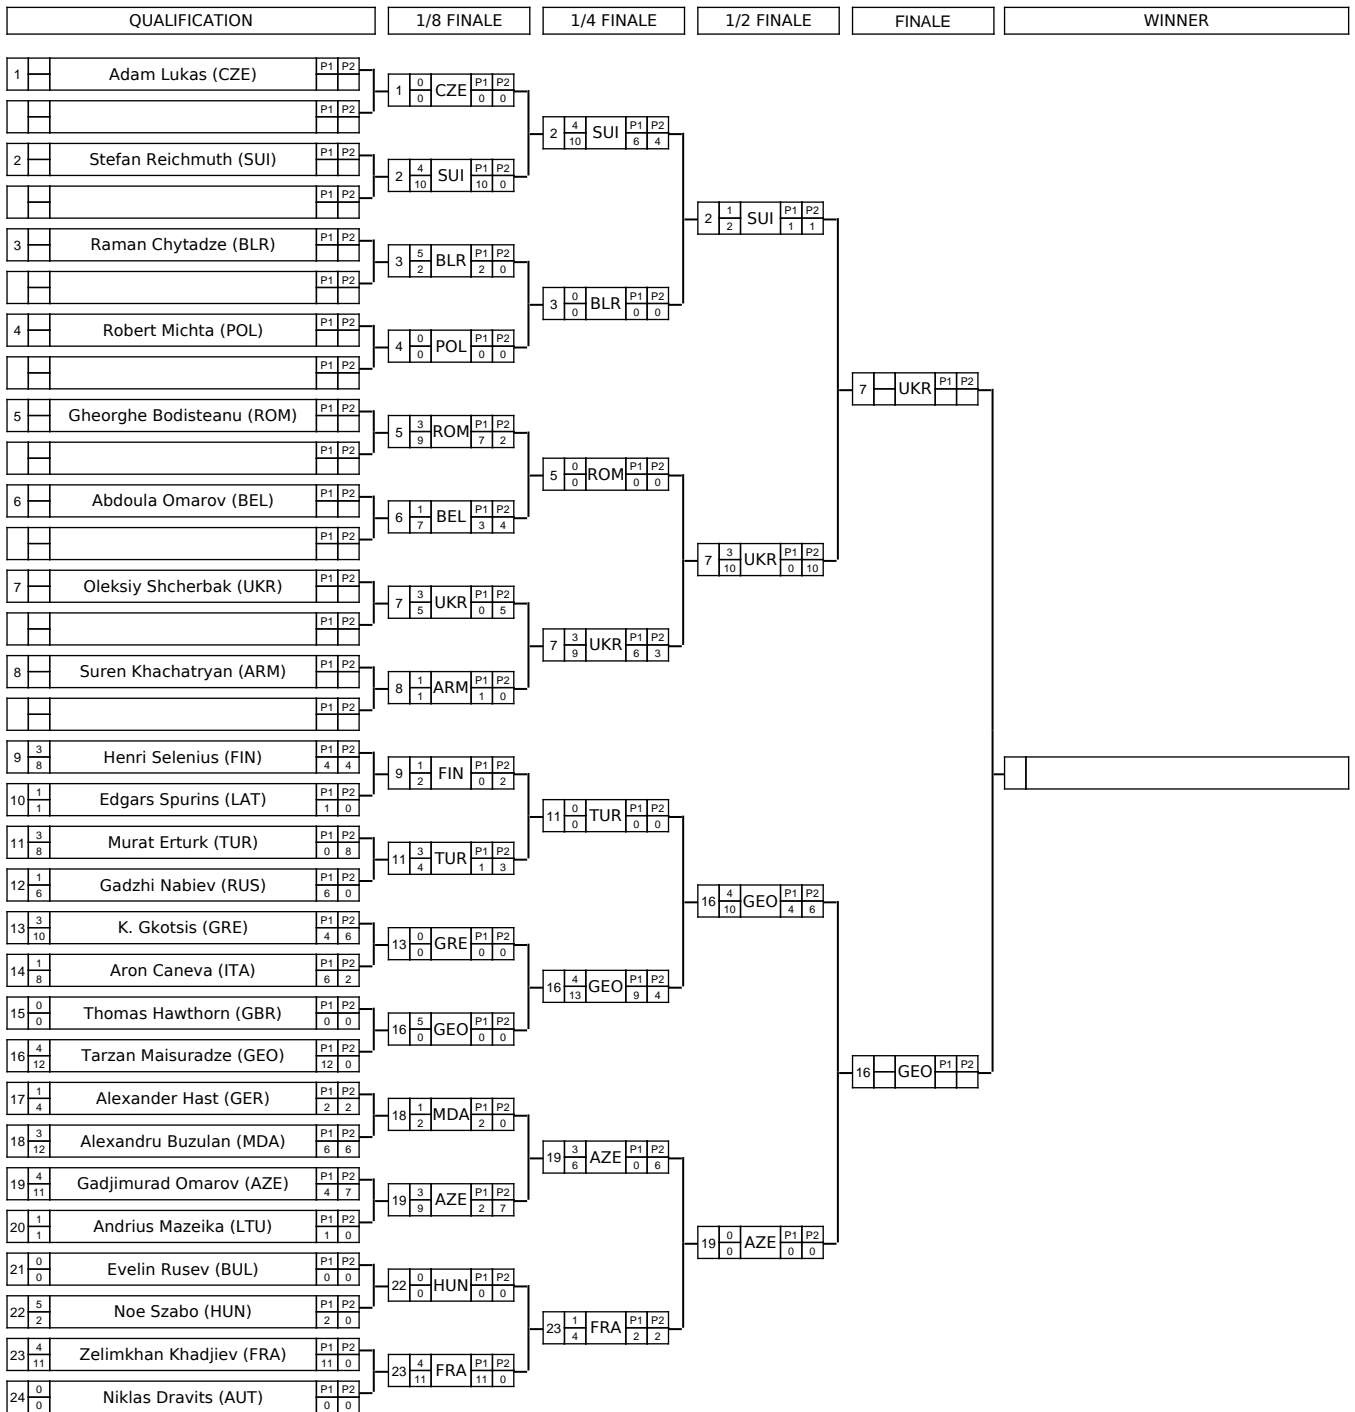 QUALIFICATION 1/8 FINALE 1/4 FINALE 1/2 FINALE FINALE WINNER
1 Adam Lukas (CZE) P1 P2
1 0 0 CZE P1 P2 0 0
P1 P2
2 4 10 SUI P1 P2 6 4
2 Stefan Reichmuth (SUI) P1 P2
2 4 10 SUI P1 P2 10 0
P1 P2
2 1 2 SUI P1 P2 1 1
3 Raman Chytadze (BLR) P1 P2
3 5 2 BLR P1 P2 2 0
P1 P2
3 0 0 BLR P1 P2 0 0
4 Robert Michta (POL) P1 P2
4 0 0 POL P1 P2 0 0
P1 P2
7 UKR P1 P2
5 Gheorghe Bodisteanu (ROM) P1 P2
5 3 9 ROM P1 P2 7 2
P1 P2
5 0 0 ROM P1 P2 0 0
6 Abdoula Omarov (BEL) P1 P2
6 1 7 BEL P1 P2 3 4
P1 P2
7 3 10 UKR P1 P2 0 10
7 Oleksiy Shcherbak (UKR) P1 P2
7 3 5 UKR P1 P2 0 5
P1 P2
7 3 9 UKR P1 P2 6 3
8 Suren Khachatryan (ARM) P1 P2
8 1 1 ARM P1 P2 1 0
P1 P2
9 3 8 Henri Selenius (FIN) P1 P2 4 4
9 1 2 FIN P1 P2 0 2
10 1 1 Edgars Spurins (LAT) P1 P2 1 0
11 0 0 TUR P1 P2 0 0
11 3 8 Murat Erturk (TUR) P1 P2 0 8
11 3 4 TUR P1 P2 1 3
12 1 6 Gadzhi Nabiev (RUS) P1 P2 6 0
16 4 10 GEO P1 P2 4 6
13 3 10 K. Gkotsis (GRE) P1 P2 4 6
13 0 0 GRE P1 P2 0 0
14 1 8 Aron Caneva (ITA) P1 P2 6 2
16 4 13 GEO P1 P2 9 4
15 0 0 Thomas Hawthorn (GBR) P1 P2 0 0
16 5 0 GEO P1 P2 0 0
16 4 12 Tarzan Maisuradze (GEO) P1 P2 12 0
16 GEO P1 P2
17 1 4 Alexander Hast (GER) P1 P2 2 2
18 1 2 MDA P1 P2 2 0
18 3 12 Alexandru Buzulan (MDA) P1 P2 6 6
19 3 6 AZE P1 P2 0 6
19 4 11 Gadjimurad Omarov (AZE) P1 P2 4 7
19 3 9 AZE P1 P2 2 7
20 1 1 Andrius Mazeika (LTU) P1 P2 1 0
19 0 0 AZE P1 P2 0 0
21 0 0 Evelin Rusev (BUL) P1 P2 0 0
22 0 0 HUN P1 P2 0 0
22 5 2 Noe Szabo (HUN) P1 P2 2 0
23 1 4 FRA P1 P2 2 2
23 4 11 Zelimkhan Khadjiev (FRA) P1 P2 11 0
23 4 11 FRA P1 P2 11 0
24 0 0 Niklas Dravits (AUT) P1 P2 0 0